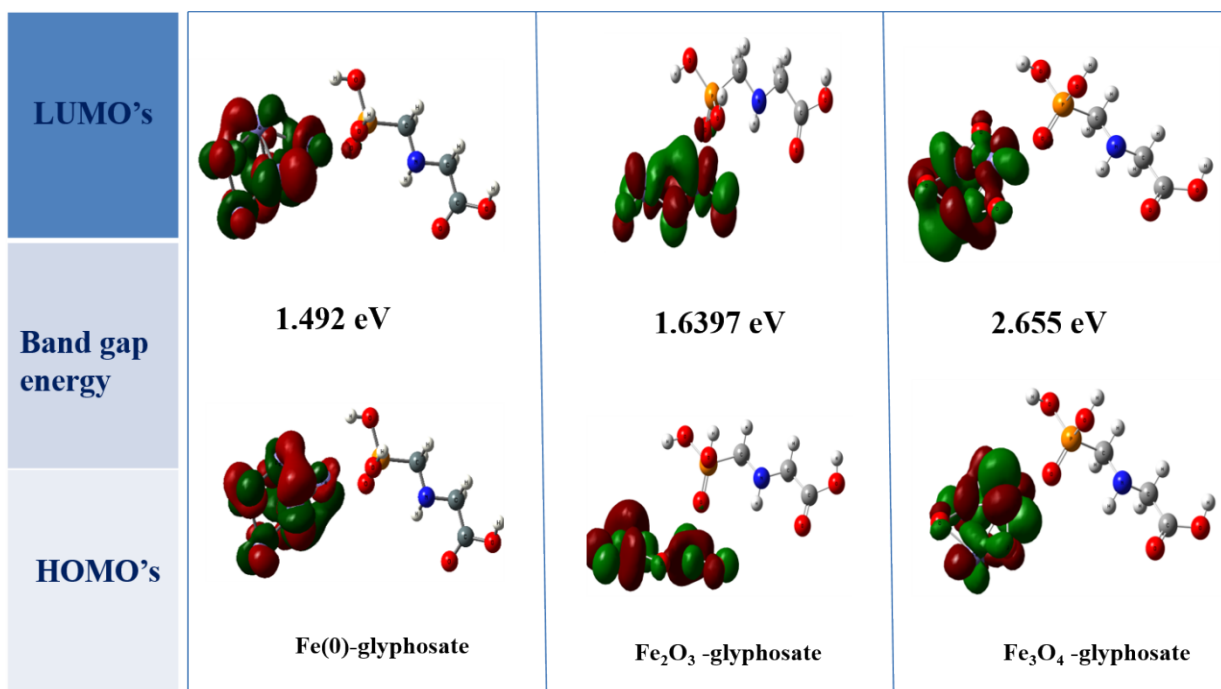 LUMO’s
Band gap
energy
HOMO’s
1.492 eV
1.6397 eV
2.655 eV
Fe(0)-glyphosate
Fe₂O₃ -glyphosate
Fe₃O₄ -glyphosate